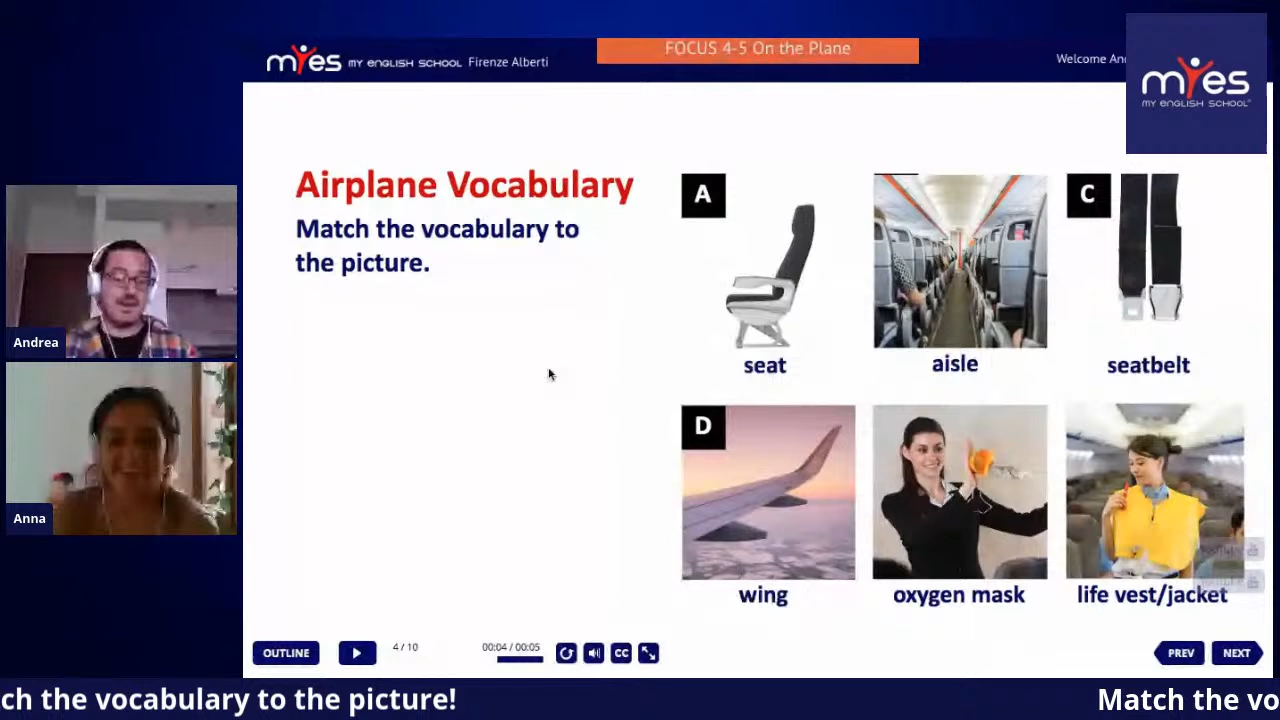 FOCUS 4-5 On the Plane
myes MY ENGLISH SCHOOL Firenze Alberti
Welcome
myes
MY ENGLISH SCHOOL
Airplane Vocabulary
Match the vocabulary to
the picture.
A
C
seat
aisle
seatbelt
D
wing
oxygen mask
life vest/jacket
Andrea
Anna
OUTLINE
4 / 10
00:04 / 00:05
CC
PREV
NEXT
ch the vocabulary to the picture!
Match the vo